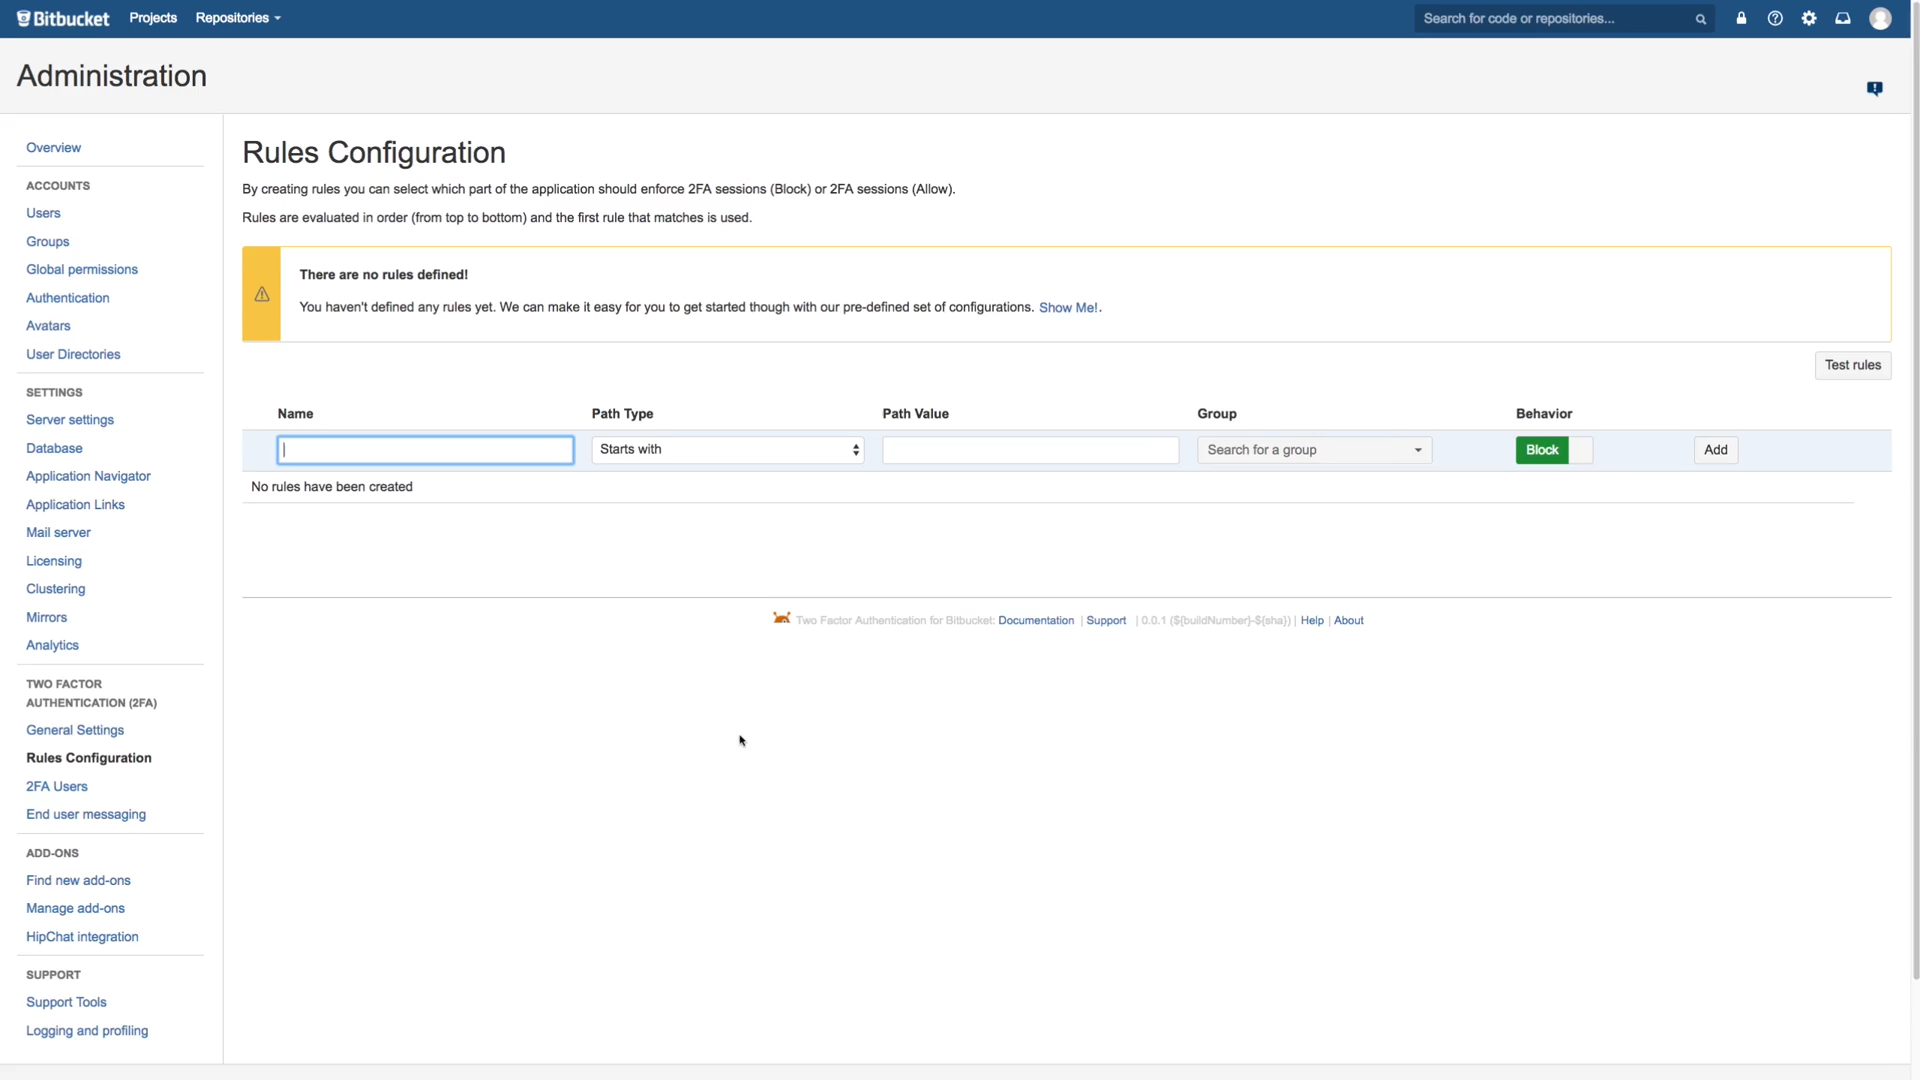 Bitbucket Projects Repositories Search for code or repositories...
Administration
Overview
ACCOUNTS
Users
Groups
Global permissions
Authentication
Avatars
User Directories
SETTINGS
Server settings
Database
Application Navigator
Application Links
Mail server
Licensing
Clustering
Mirrors
Analytics
TWO FACTOR
AUTHENTICATION (2FA)
General Settings
Rules Configuration
2FA Users
End user messaging
ADD-ONS
Find new add-ons
Manage add-ons
HipChat integration
SUPPORT
Support Tools
Logging and profiling
Rules Configuration
By creating rules you can select which part of the application should enforce 2FA sessions (Block) or 2FA sessions (Allow).
Rules are evaluated in order (from top to bottom) and the first rule that matches is used.
There are no rules defined!
You haven't defined any rules yet. We can make it easy for you to get started though with our pre-defined set of configurations. Show Me!.
Test rules
Name Path Type Path Value Group Behavior
Starts with Search for a group Block Add
No rules have been created
Two Factor Authentication for Bitbucket: Documentation | Support | 0.0.1 (${buildNumber}-${sha}) | Help | About